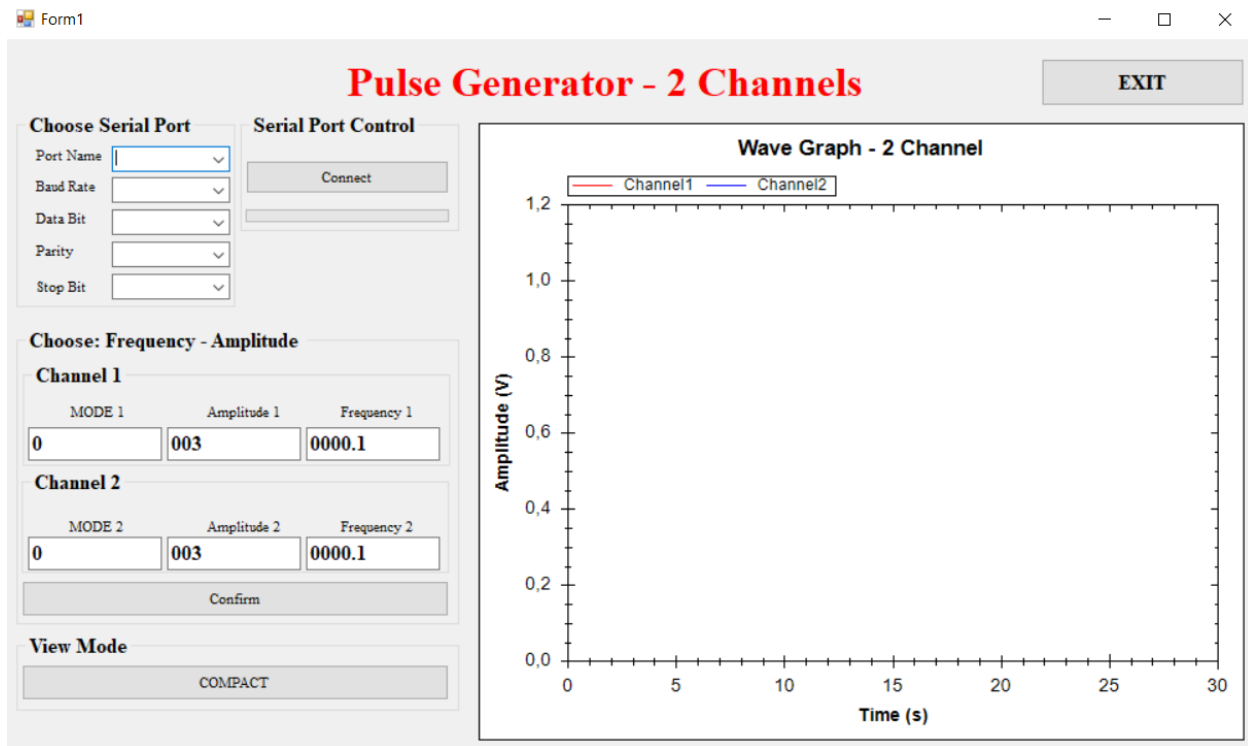 Form1
Pulse Generator - 2 Channels
EXIT
Choose Serial Port
Port Name
Baud Rate
Data Bit
Parity
Stop Bit
Serial Port Control
Connect
Choose: Frequency - Amplitude
Channel 1
MODE 1 Amplitude 1 Frequency 1
0 003 0000.1
Channel 2
MODE 2 Amplitude 2 Frequency 2
0 003 0000.1
Confirm
View Mode
COMPACT
Wave Graph - 2 Channel
Channel1 Channel2
1,2
1,0
0,8
0,6
0,4
0,2
0,0
Amplitude (V)
0 5 10 15 20 25 30
Time (s)